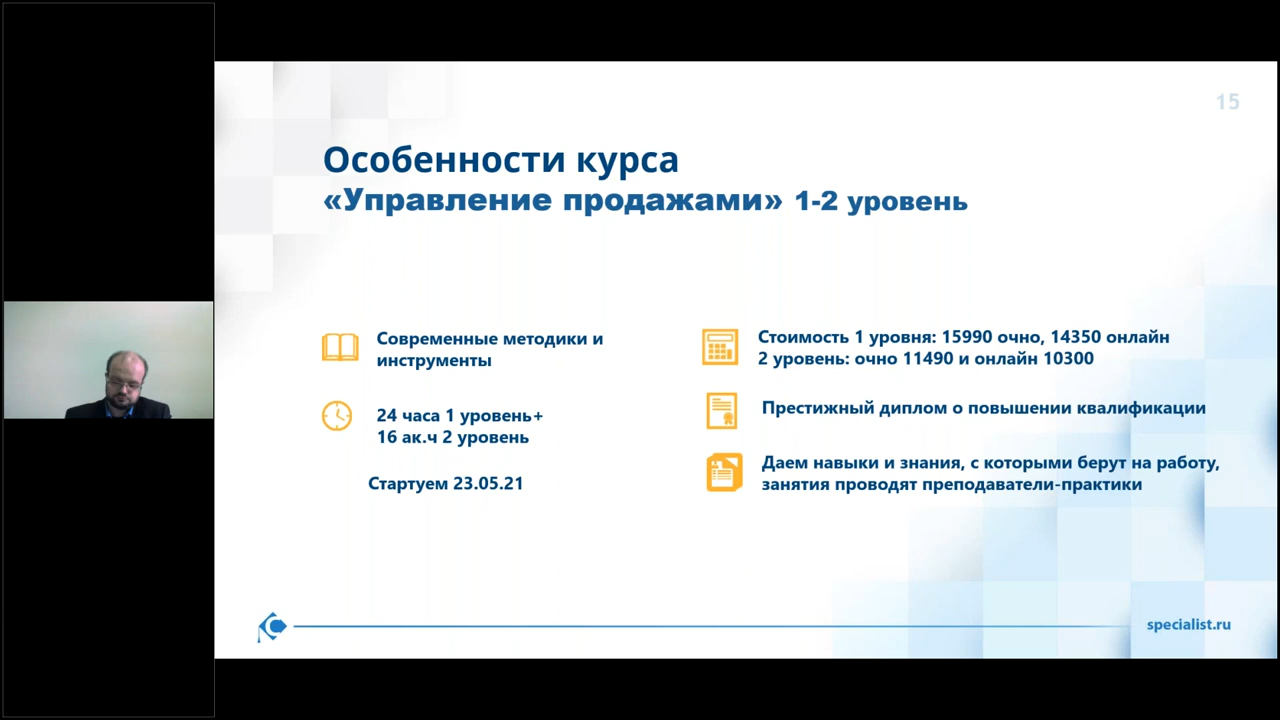 15
Особенности курса
«Управление продажами» 1-2 уровень
Современные методики и
инструменты
24 часа 1 уровень+
16 ак.ч 2 уровень
Стартуем 23.05.21
Стоимость 1 уровня: 15990 очно, 14350 онлайн
2 уровень: очно 11490 и онлайн 10300
Престижный диплом о повышении квалификации
Даем навыки и знания, с которыми берут на работу,
занятия проводят преподаватели-практики
specialist.ru